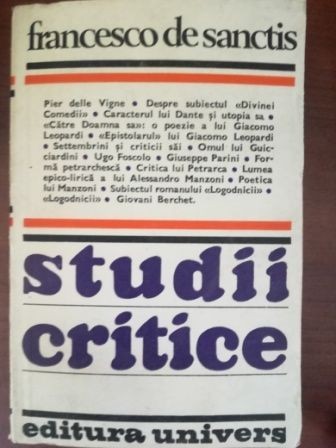 francesco de sanctis
Pier delle Vigne • Despre subiectul «Divinei
Comedii» • Caracterul lui Dante și utopia sa •
«Către Doamna sa»: o poezie a lui Giacomo
Leopardi • «Epistolarul» lui Giacomo Leopardi
• Settembrini și criticii săi • Omul lui Guic-
ciardini • Ugo Foscolo • Giuseppe Parini • For-
mă petrarchescă • Critica lui Petrarca • Lumea
epico-lirică a lui Alessandro Manzoni • Poetica
lui Manzoni • Subiectul romanului «Logodnicii» •
«Logodnicii» • Giovani Berchet.
studii
critice
editura univers